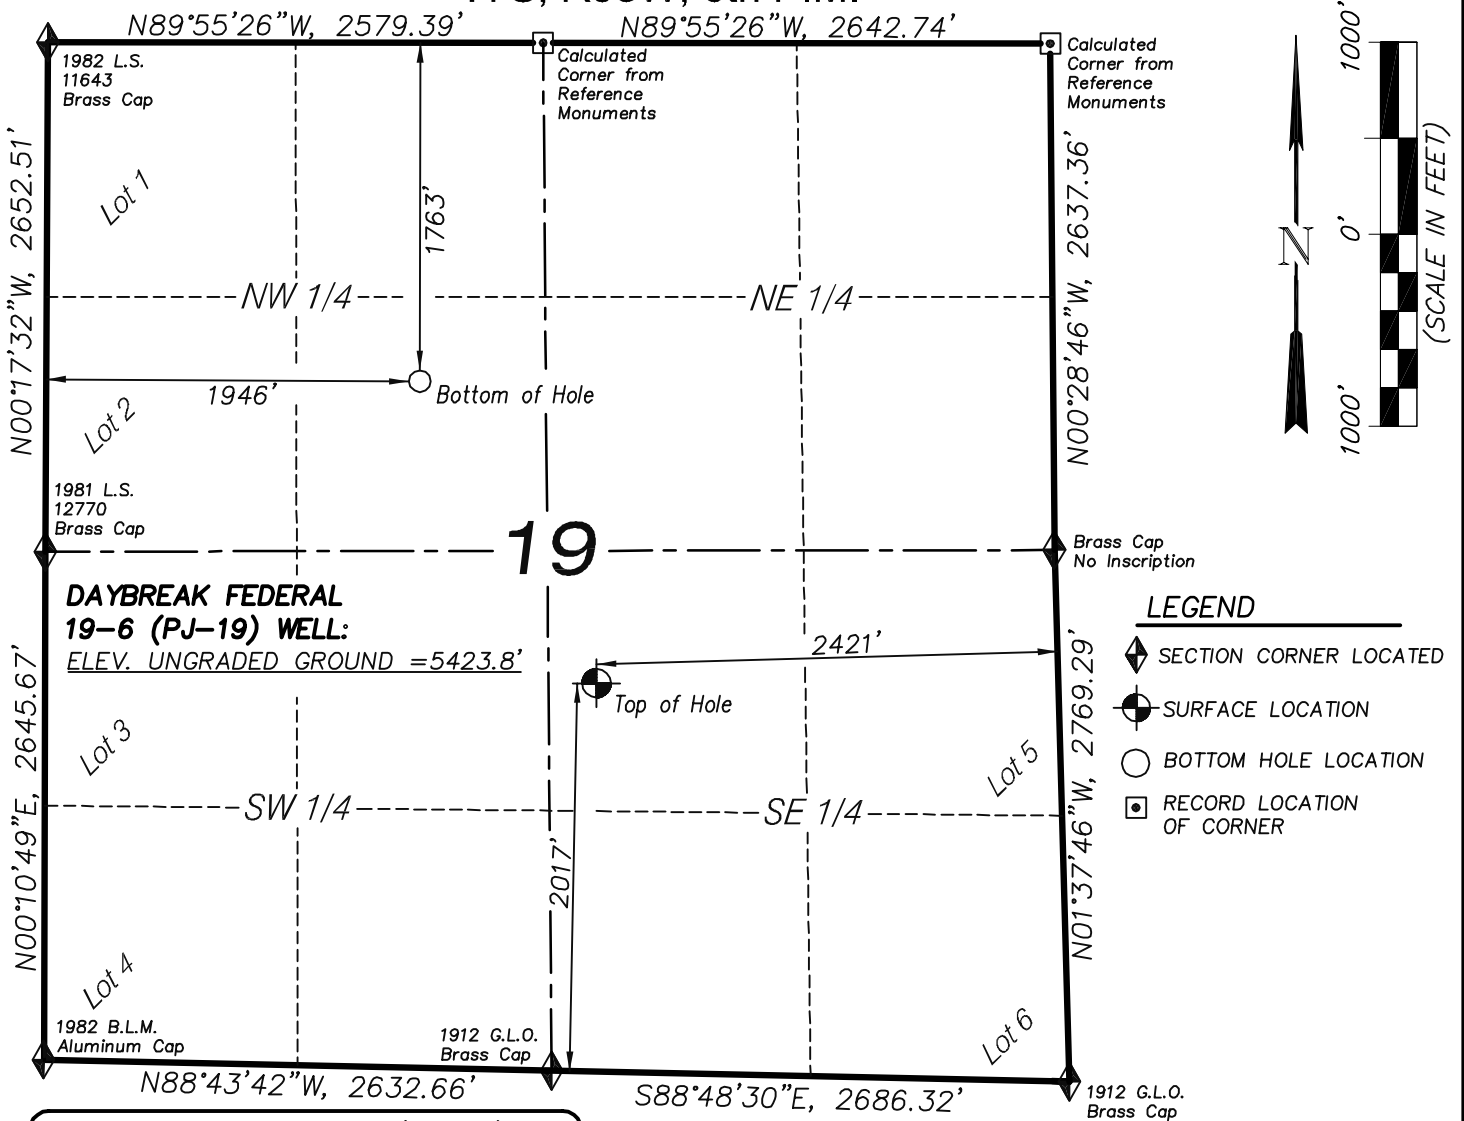 N89°55'26"W, 2579.39'
N89°55'26"W, 2642.74'
1982 L.S.
11643
Brass Cap
Calculated
Corner from
Reference
Monuments
Calculated
Corner from
Reference
Monuments
N00°17'32"W, 2652.51'
Lot 1
1763'
N00°28'46"W, 2637.36'
NW 1/4
NE 1/4
1946'
Bottom of Hole
Lot 2
1981 L.S.
12770
Brass Cap
19
Brass Cap
No Inscription
DAYBREAK FEDERAL
19-6 (PJ-19) WELL:
ELEV. UNGRADED GROUND =5423.8'
2421'
Top of Hole
N00°10'49"E, 2645.67'
Lot 3
Lot 5
N01°37'46"W, 2769.29'
SW 1/4
SE 1/4
2017'
Lot 4
Lot 6
1982 B.L.M.
Aluminum Cap
1912 G.L.O.
Brass Cap
N88°43'42"W, 2632.66'
S88°48'30"E, 2686.32'
1912 G.L.O.
Brass Cap
N
1000'
0'
1000'
(SCALE IN FEET)
LEGEND
SECTION CORNER LOCATED
SURFACE LOCATION
BOTTOM HOLE LOCATION
RECORD LOCATION
OF CORNER